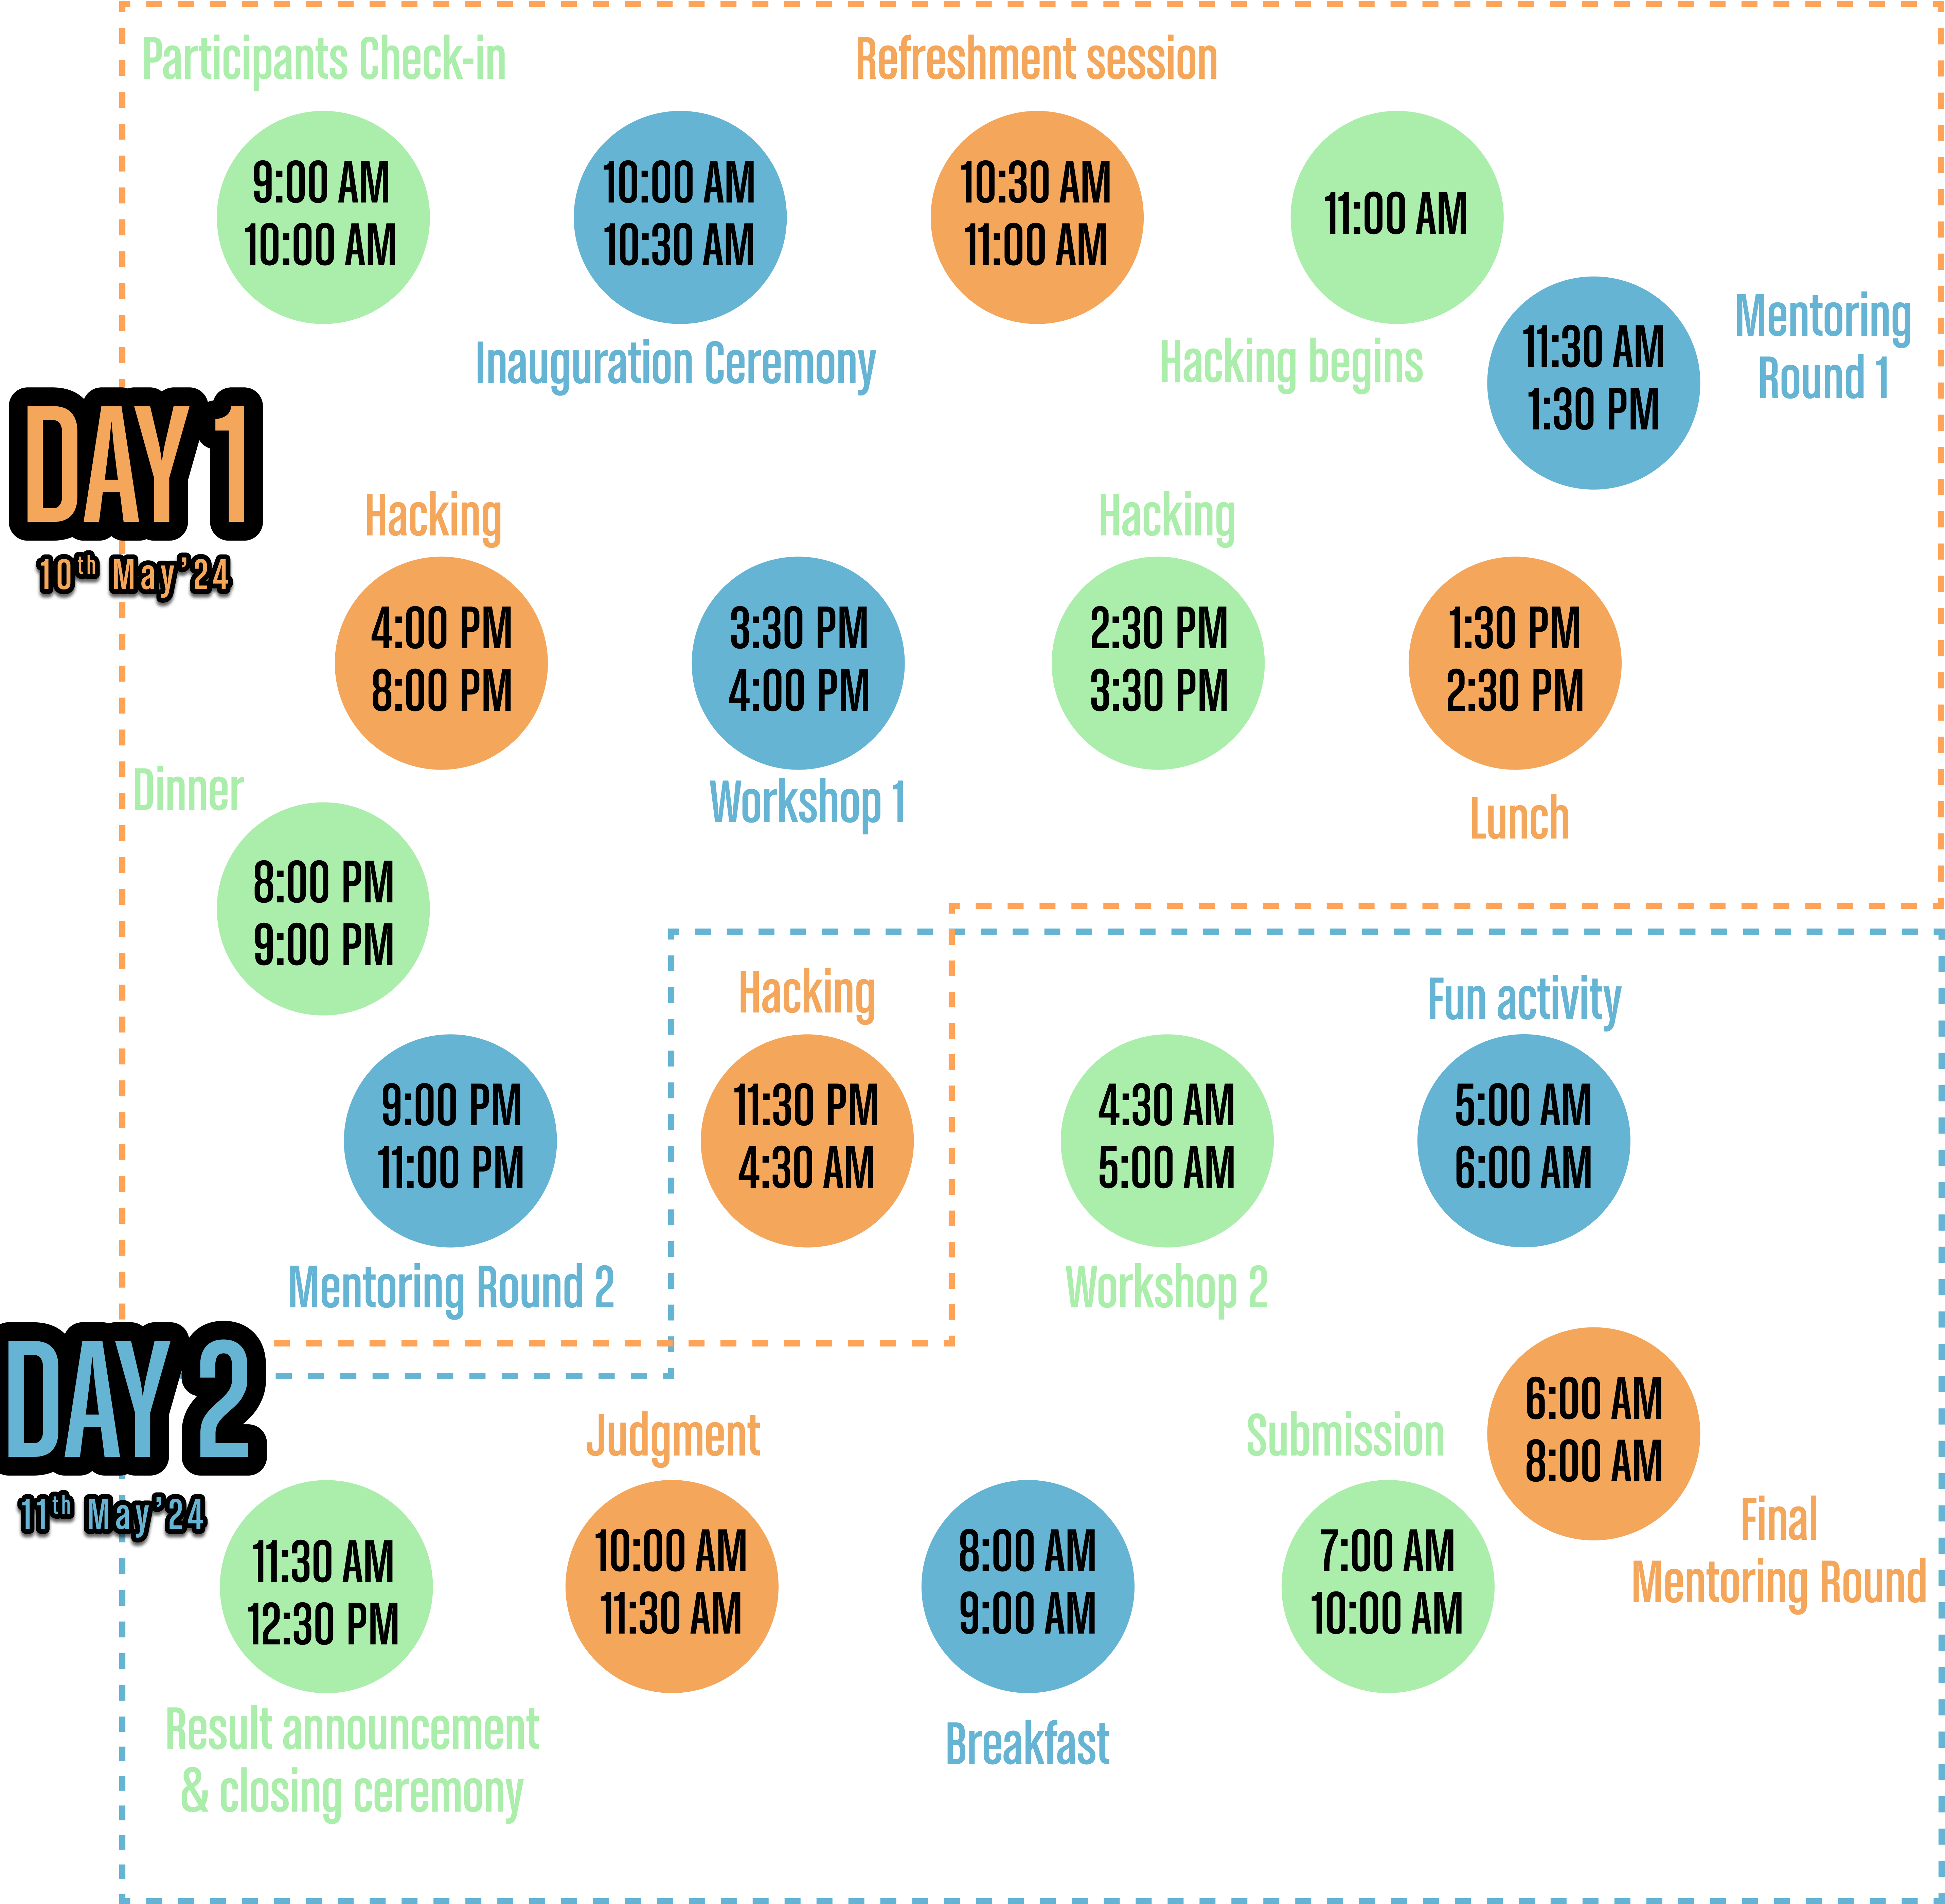 Participants Check-in
9:00 AM
10:00 AM
10:00 AM
10:30 AM
Inauguration Ceremony
Refreshment session
10:30 AM
11:00 AM
11:00 AM
Hacking begins
11:30 AM
1:30 PM
Mentoring
Round 1
DAY 1
10th May'24
Lunch
1:30 PM
2:30 PM
Hacking
2:30 PM
3:30 PM
3:30 PM
4:00 PM
Workshop 1
Hacking
4:00 PM
8:00 PM
Dinner
8:00 PM
9:00 PM
9:00 PM
11:00 PM
Mentoring Round 2
Hacking
11:30 PM
4:30 AM
4:30 AM
5:00 AM
Workshop 2
Fun activity
5:00 AM
6:00 AM
DAY 2
11th May'24
6:00 AM
8:00 AM
Final
Mentoring Round
Submission
7:00 AM
10:00 AM
8:00 AM
9:00 AM
Breakfast
Judgment
10:00 AM
11:30 AM
11:30 AM
12:30 PM
Result announcement
& closing ceremony